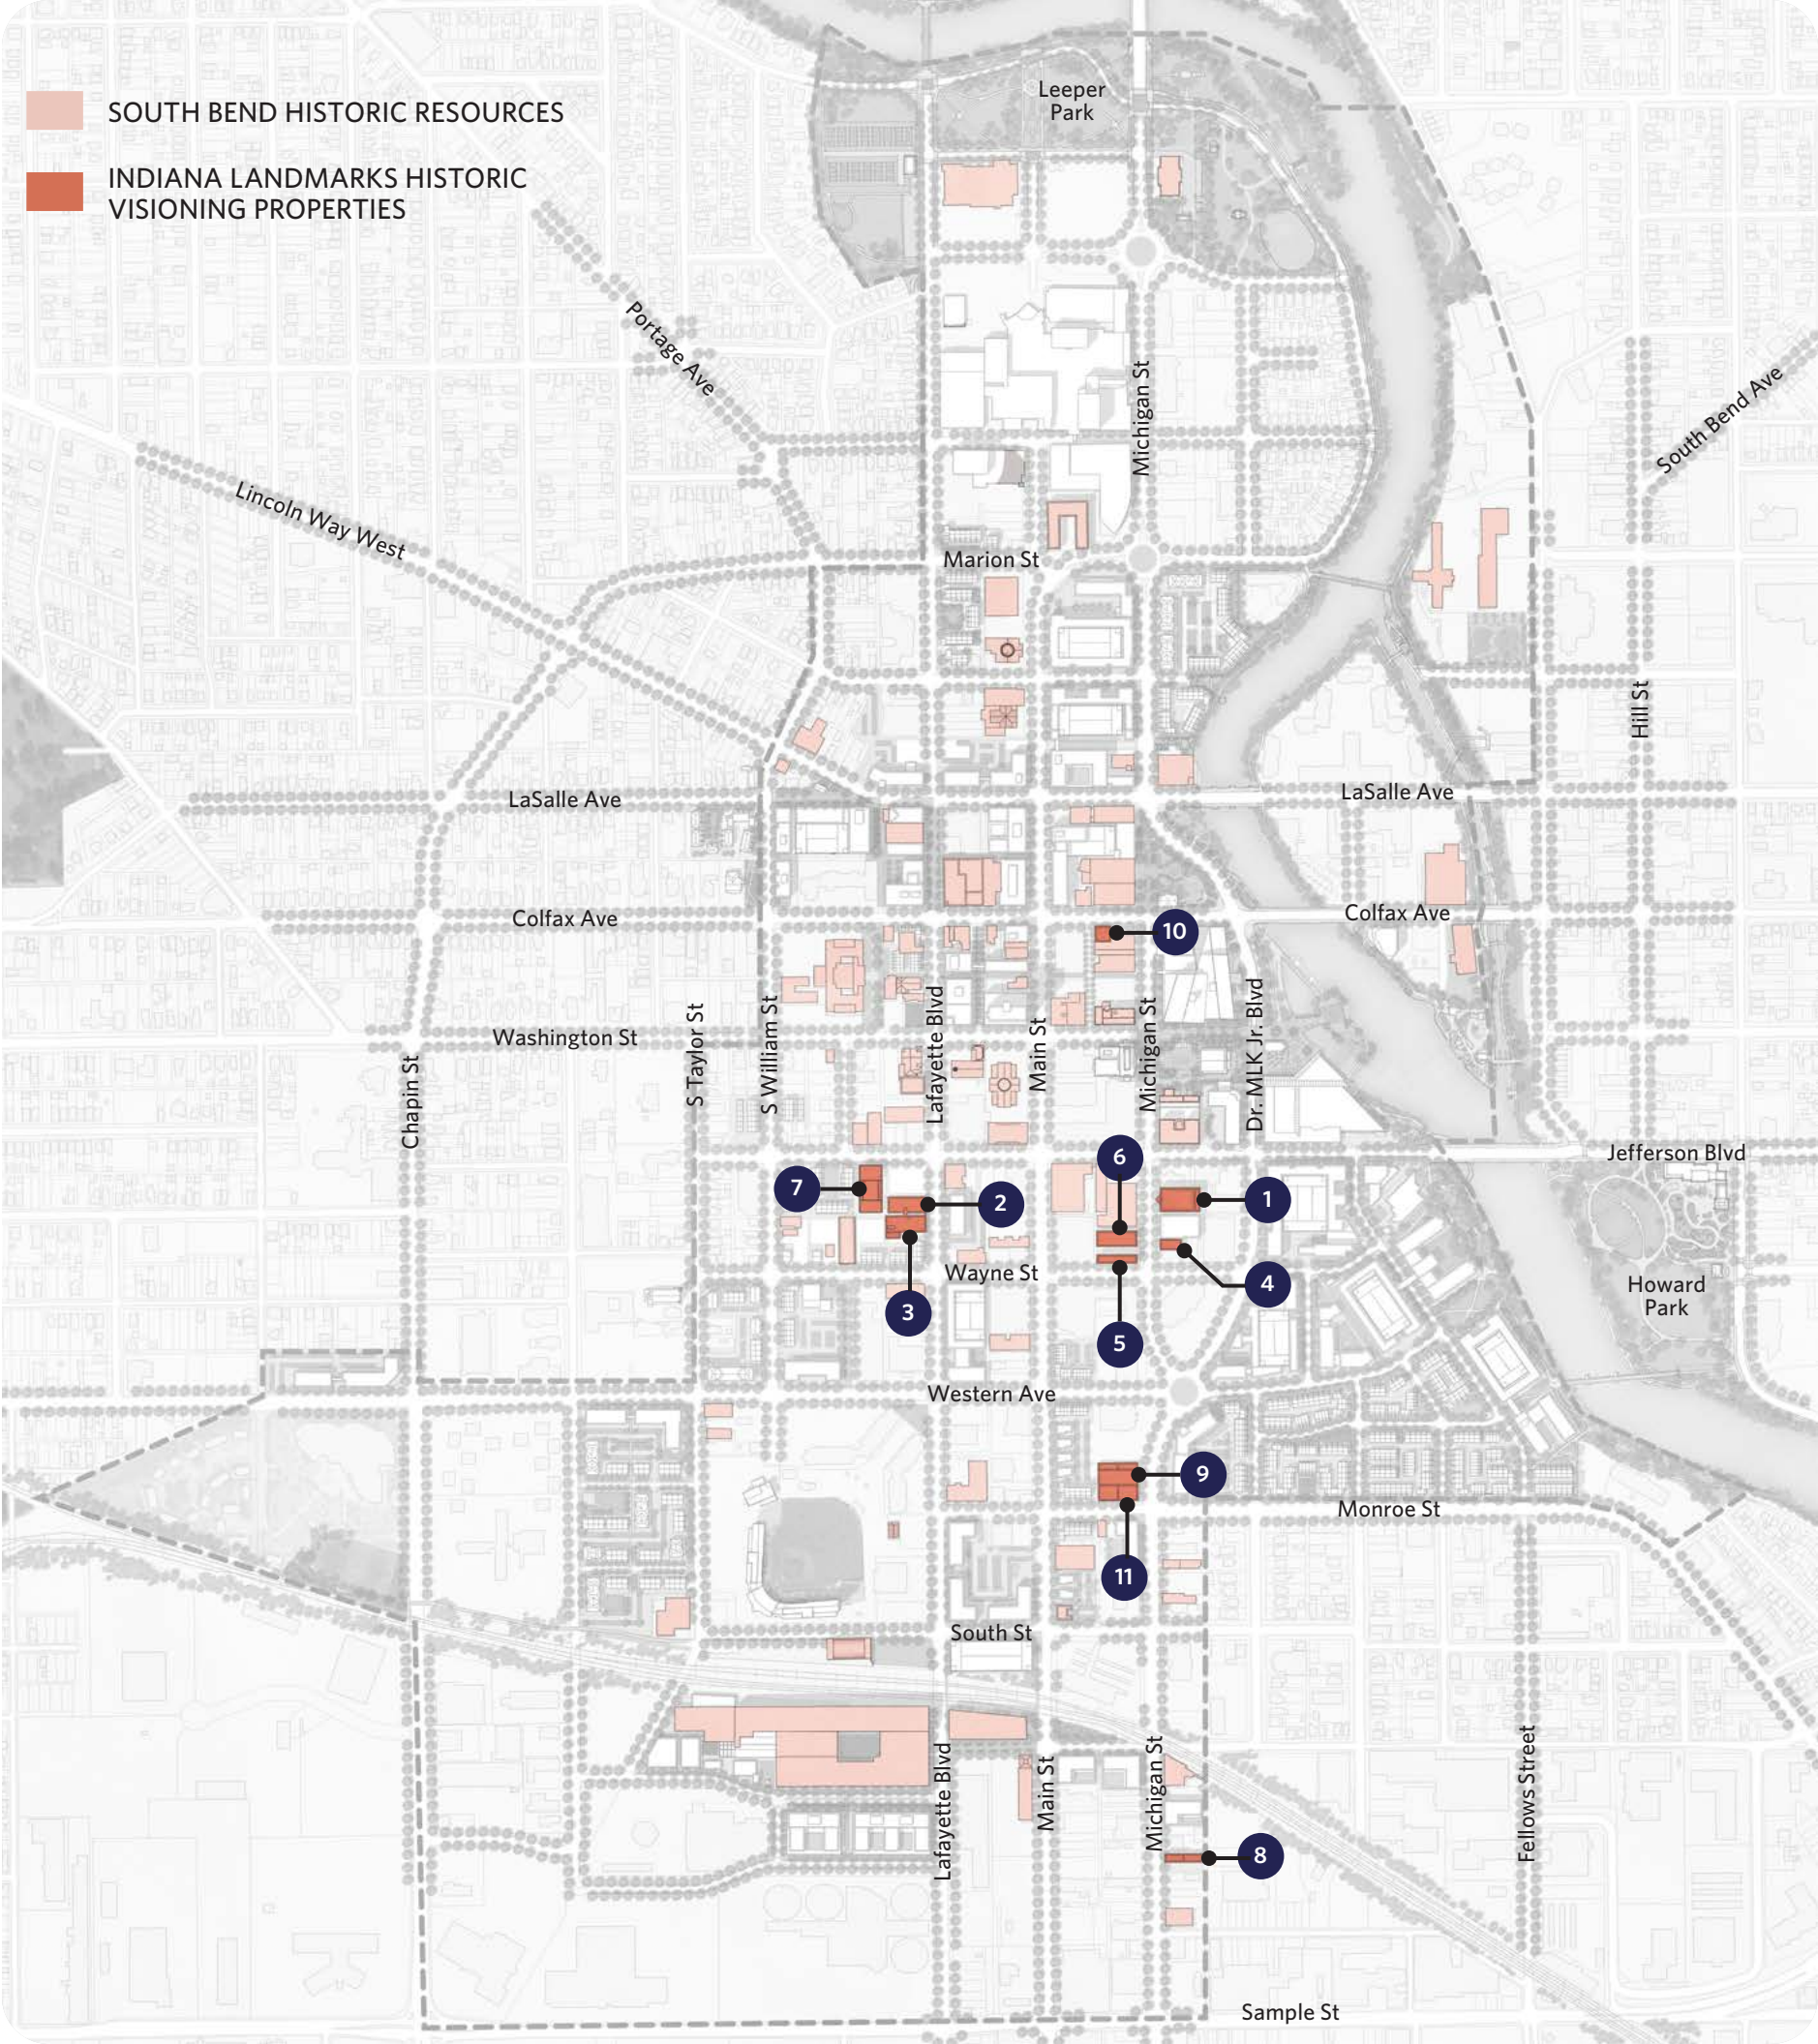 SOUTH BEND HISTORIC RESOURCES
INDIANA LANDMARKS HISTORIC
VISIONING PROPERTIES
Leeper
Park
Portage Ave
Michigan St
South Bend Ave
Lincoln Way West
Marion St
Hill St
LaSalle Ave
LaSalle Ave
Colfax Ave
Colfax Ave
10
Washington St
Chapin St
S Taylor St
S William St
Lafayette Blvd
Main St
Michigan St
Dr. MLK Jr. Blvd
Jefferson Blvd
6
7
2
1
Wayne St
4
Howard
Park
3
5
Western Ave
9
Monroe St
11
South St
Lafayette Blvd
Main St
Michigan St
Fellows Street
8
Sample St